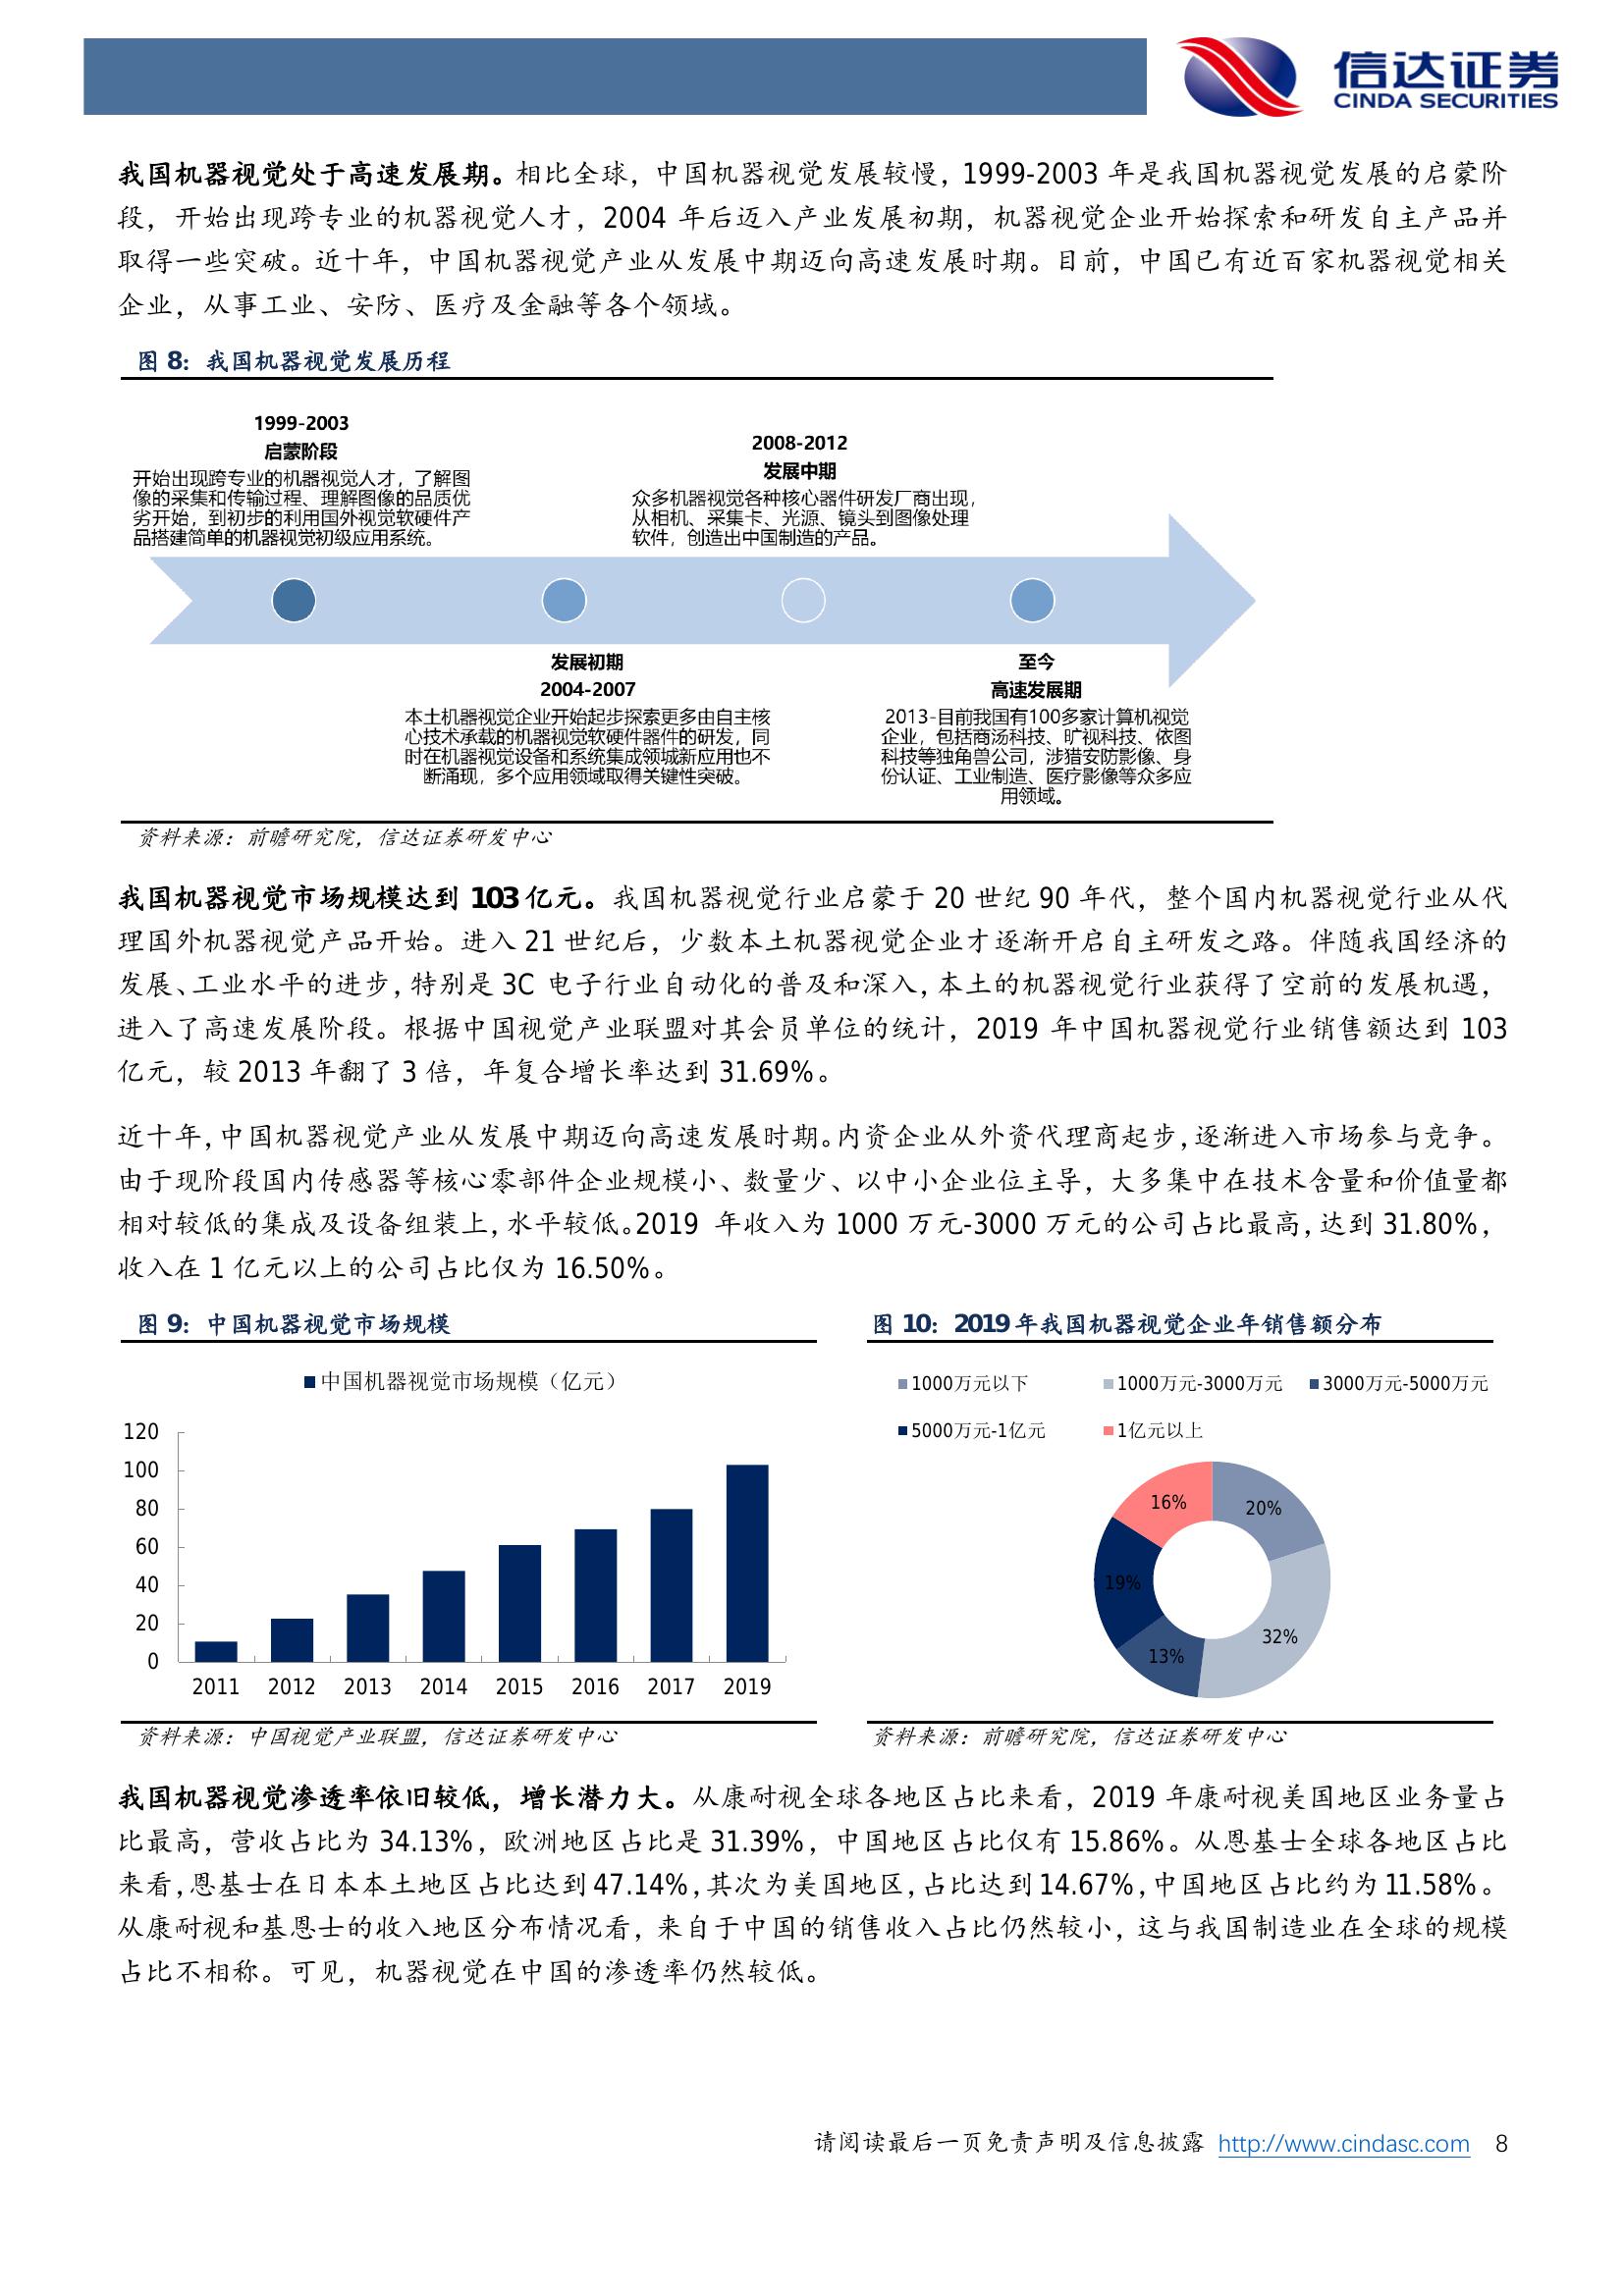 信达证券
CINDA SECURITIES
我国机器视觉处于高速发展期。相比全球，中国机器视觉发展较慢，1999-2003 年是我国机器视觉发展的启蒙阶
段，开始出现跨专业的机器视觉人才，2004 年后迈入产业发展初期，机器视觉企业开始探索和研发自主产品并
取得一些突破。近十年，中国机器视觉产业从发展中期迈向高速发展时期。目前，中国已有近百家机器视觉相关
企业，从事工业、安防、医疗及金融等各个领域。
图 8：我国机器视觉发展历程
1999-2003
启蒙阶段
开始出现跨专业的机器视觉人才，了解图
像的采集和传输过程、理解图像的品质优
劣开始，到初步的利用国外视觉软硬件产
品搭建简单的机器视觉初级应用系统。
2008-2012
发展中期
众多机器视觉各种核心器件研发厂商出现，
从相机、采集卡、光源、镜头到图像处理
软件，创造出中国制造的产品。
发展初期
2004-2007
本土机器视觉企业开始起步探索更多由自主核
心技术承载的机器视觉软硬件器件的研发，同
时在机器视觉设备和系统集成领城新应用也不
断涌现，多个应用领域取得关键性突破。
至今
高速发展期
2013-目前我国有100多家计算机视觉
企业，包括商汤科技、旷视科技、依图
科技等独角兽公司，涉猎安防影像、身
份认证、工业制造、医疗影像等众多应
用领域。
资料来源：前瞻研究院，信达证券研发中心
我国机器视觉市场规模达到 103 亿元。我国机器视觉行业启蒙于 20 世纪 90 年代，整个国内机器视觉行业从代
理国外机器视觉产品开始。进入 21 世纪后，少数本土机器视觉企业才逐渐开启自主研发之路。伴随我国经济的
发展、工业水平的进步，特别是 3C 电子行业自动化的普及和深入，本土的机器视觉行业获得了空前的发展机遇，
进入了高速发展阶段。根据中国视觉产业联盟对其会员单位的统计，2019 年中国机器视觉行业销售额达到 103
亿元，较 2013 年翻了 3 倍，年复合增长率达到 31.69%。
近十年，中国机器视觉产业从发展中期迈向高速发展时期。内资企业从外资代理商起步，逐渐进入市场参与竞争。
由于现阶段国内传感器等核心零部件企业规模小、数量少、以中小企业位主导，大多集中在技术含量和价值量都
相对较低的集成及设备组装上，水平较低。2019 年收入为 1000 万元-3000 万元的公司占比最高，达到 31.80%，
收入在 1 亿元以上的公司占比仅为 16.50%。
图 9：中国机器视觉市场规模
中国机器视觉市场规模（亿元）
120
100
80
60
40
20
0
2011 2012 2013 2014 2015 2016 2017 2019
资料来源：中国视觉产业联盟，信达证券研发中心
图 10：2019 年我国机器视觉企业年销售额分布
1000万元以下 1000万元-3000万元 3000万元-5000万元
5000万元-1亿元 1亿元以上
16%
20%
19%
32%
13%
资料来源：前瞻研究院，信达证券研发中心
我国机器视觉渗透率依旧较低，增长潜力大。从康耐视全球各地区占比来看，2019 年康耐视美国地区业务量占
比最高，营收占比为 34.13%，欧洲地区占比是 31.39%，中国地区占比仅有 15.86%。从恩基士全球各地区占比
来看，恩基士在日本本土地区占比达到 47.14%，其次为美国地区，占比达到 14.67%，中国地区占比约为 11.58%。
从康耐视和基恩士的收入地区分布情况看，来自于中国的销售收入占比仍然较小，这与我国制造业在全球的规模
占比不相称。可见，机器视觉在中国的渗透率仍然较低。
请阅读最后一页免责声明及信息披露 http://www.cindasc.com 8